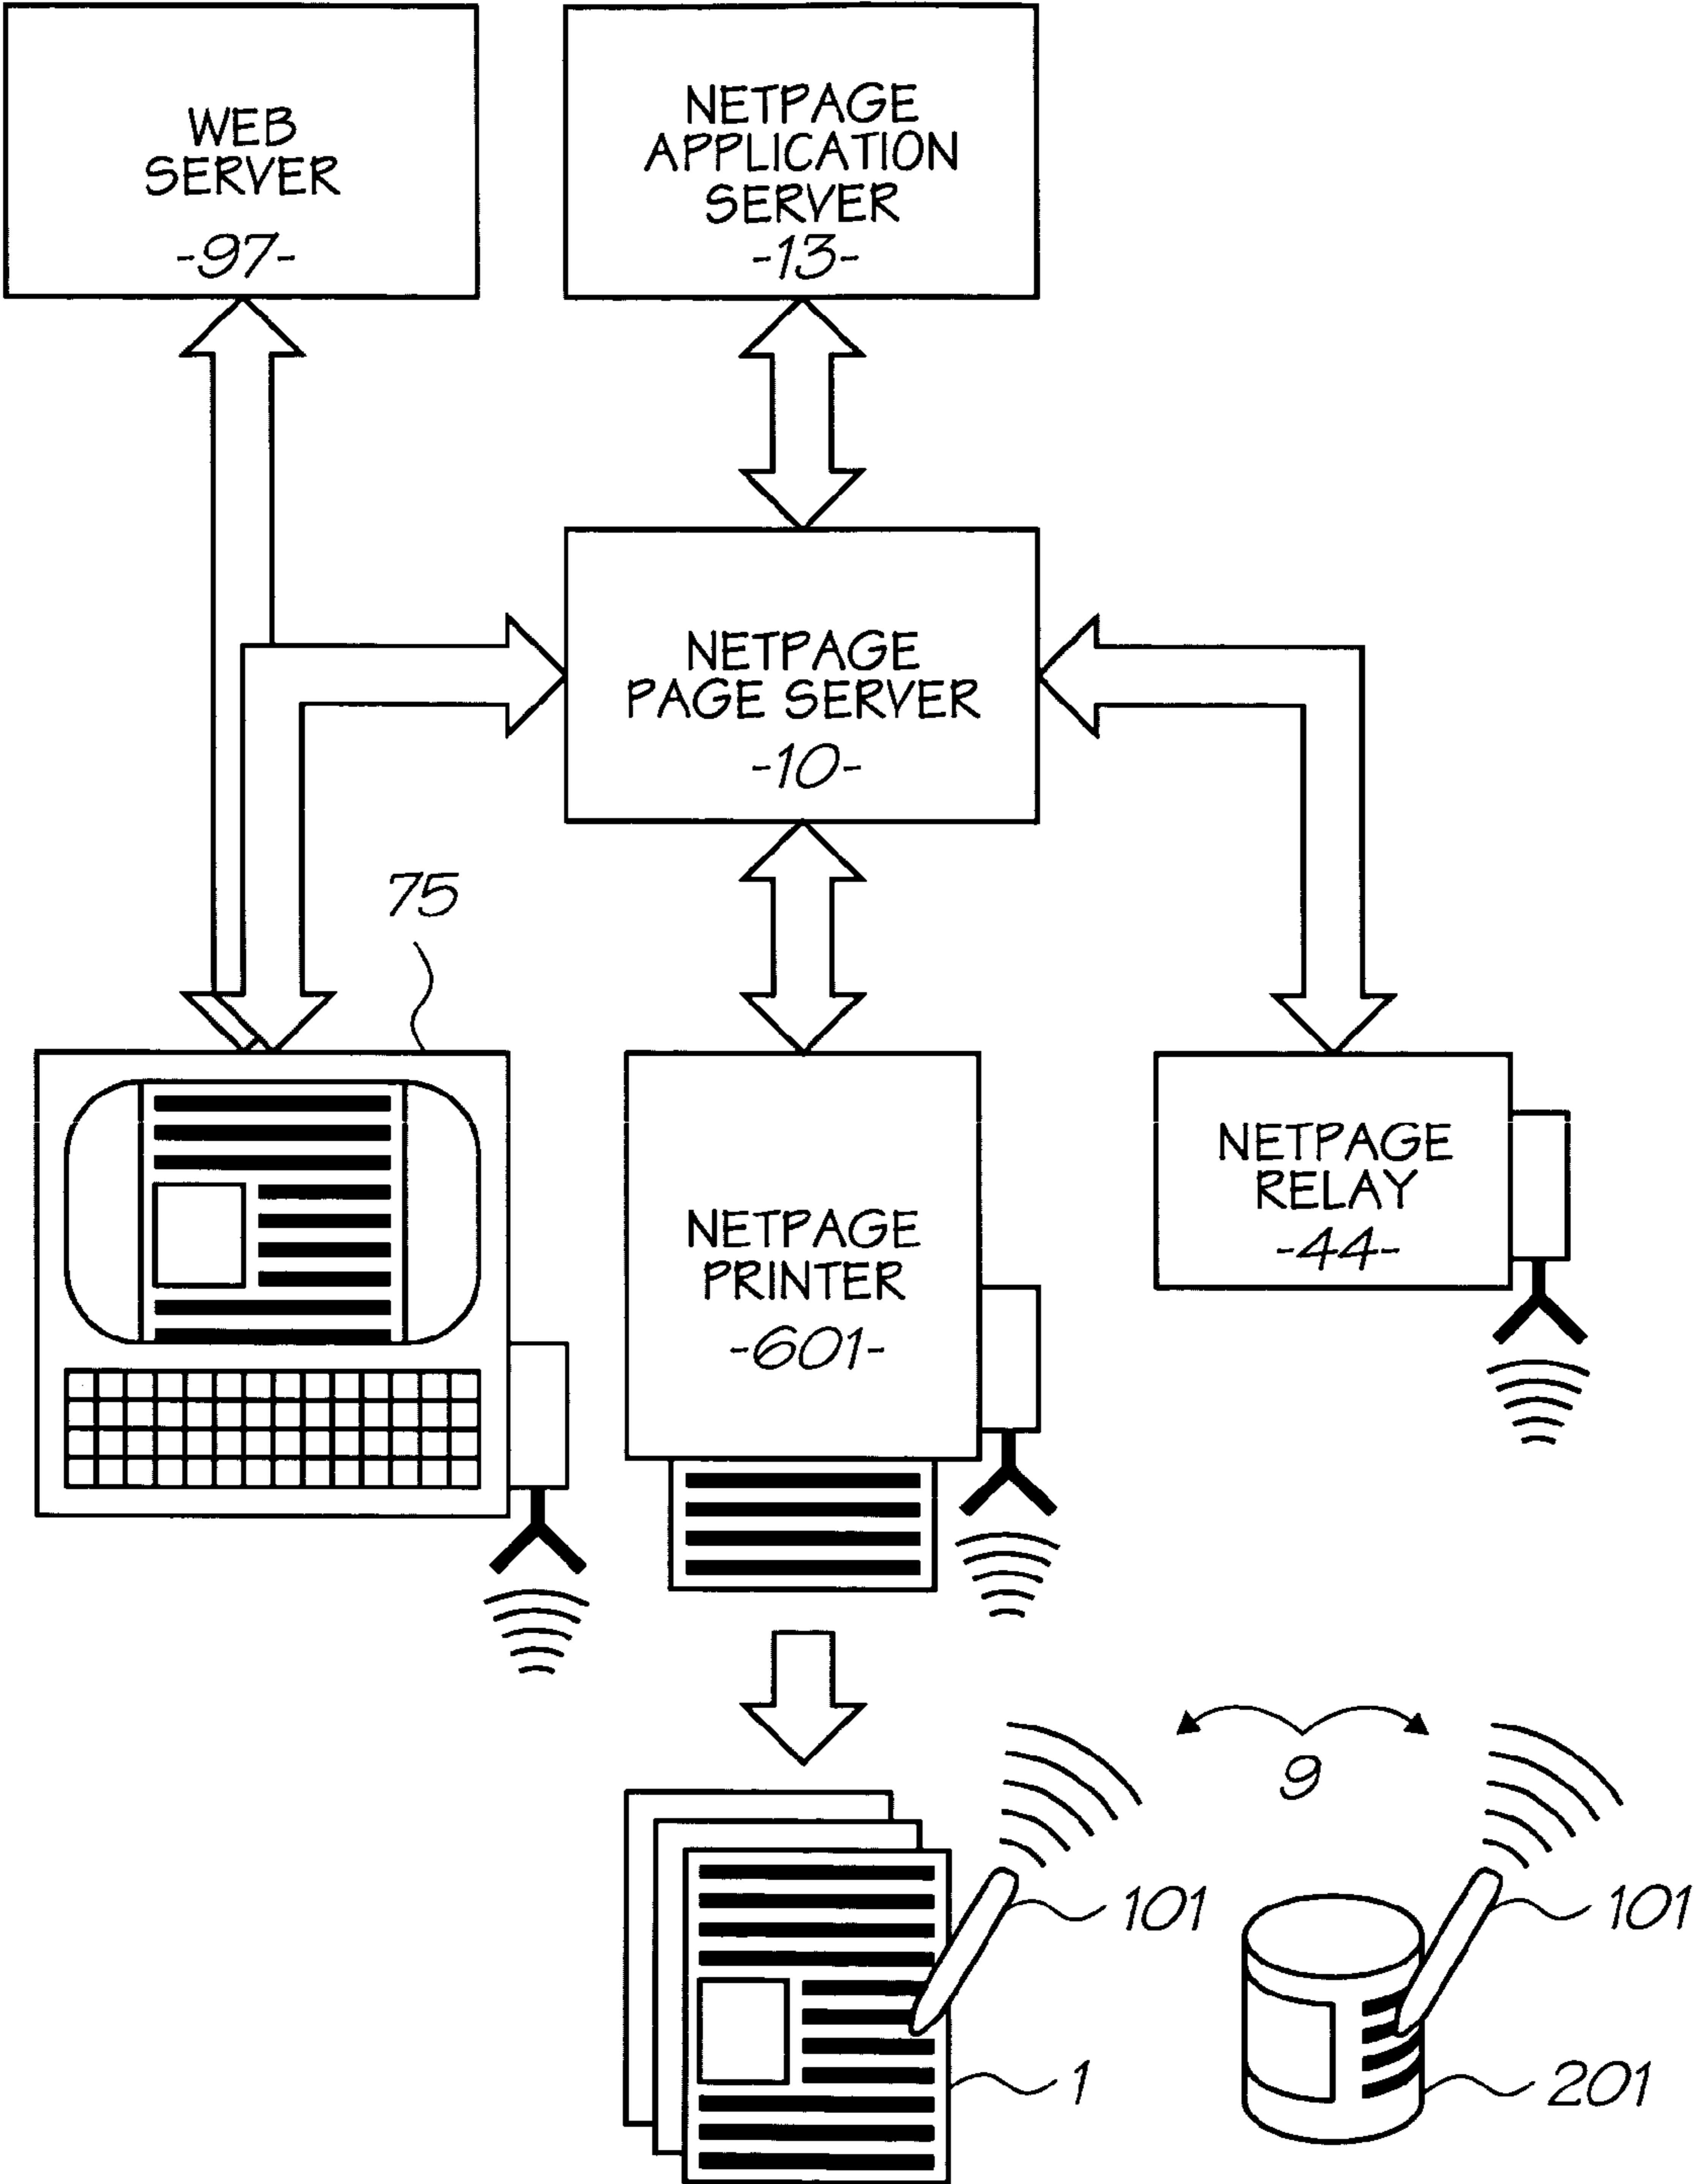 WEB
SERVER
-97-
NETPAGE
APPLICATION
SERVER
-13-
NETPAGE
PAGE SERVER
-10-
75
NETPAGE
PRINTER
-601-
NETPAGE
RELAY
-44-
9
101
101
1
201